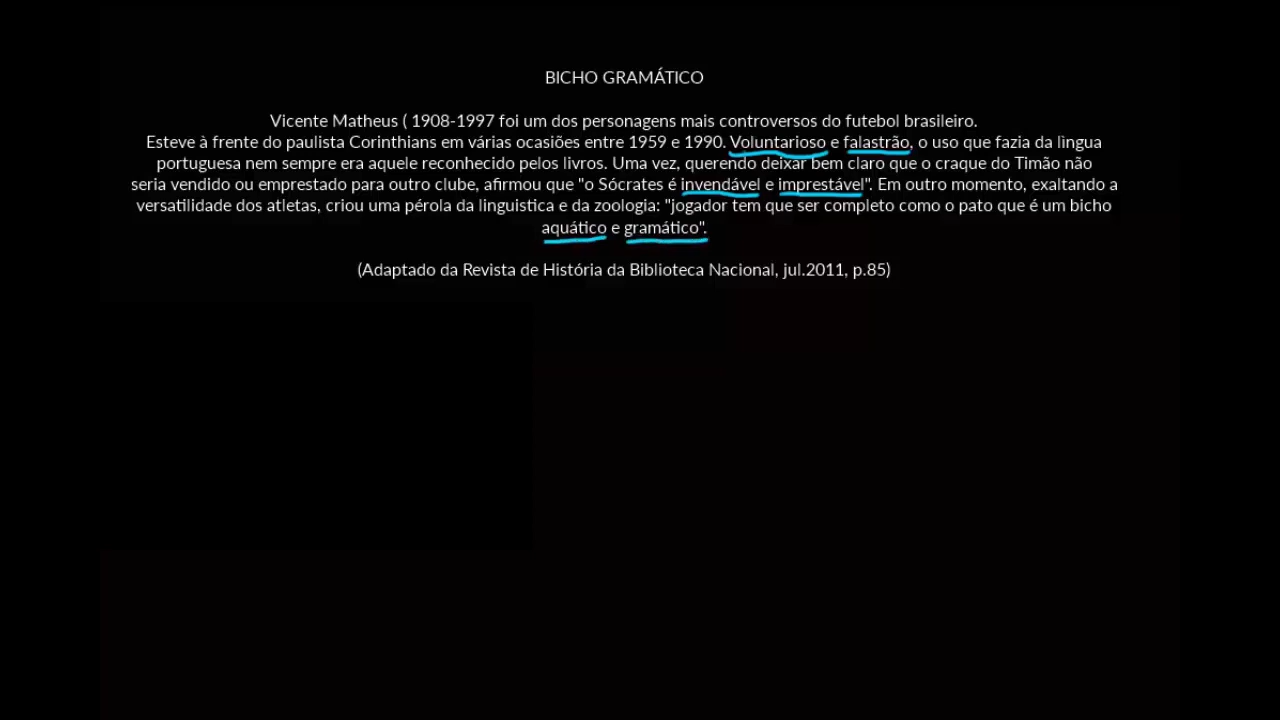 BICHO GRAMÁTICO
Vicente Matheus ( 1908-1997 foi um dos personagens mais controversos do futebol brasileiro.
Esteve à frente do paulista Corinthians em várias ocasiões entre 1959 e 1990. Voluntarioso e falastrão, o uso que fazia da lìngua
portuguesa nem sempre era aquele reconhecido pelos livros. Uma vez, querendo deixar bem claro que o craque do Timão não
seria vendido ou emprestado para outro clube, afirmou que "o Sócrates é invendável e imprestável". Em outro momento, exaltando a
versatilidade dos atletas, criou uma pérola da linguistica e da zoologia: "jogador tem que ser completo como o pato que é um bicho
aquático e gramático".
(Adaptado da Revista de História da Biblioteca Nacional, jul.2011, p.85)